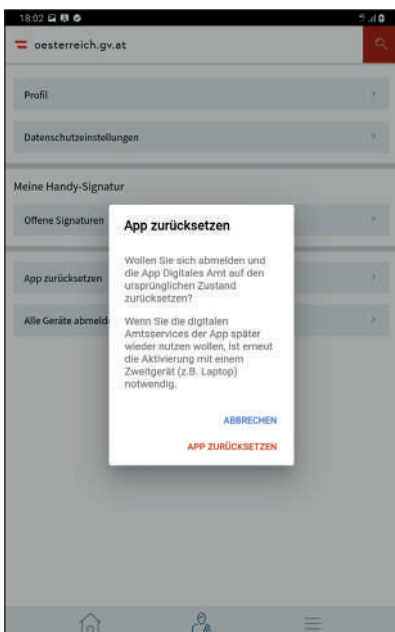 18:02
oesterreich.gv.at
Profil
Datenschutzeinstellungen
Meine Handy-Signatur
Offene Signaturen
App zurücksetzen
Alle Geräte abmeld
App zurücksetzen
Wollen Sie sich abmelden und
die App Digitales Amt auf den
ursprünglichen Zustand
zurücksetzen?
Wenn Sie die digitalen
Amtsservices der App später
wieder nutzen wollen, ist erneut
die Aktivierung mit einem
Zweitgerät (z.B. Laptop)
notwendig.
ABBRECHEN
APP ZURÜCKSETZEN